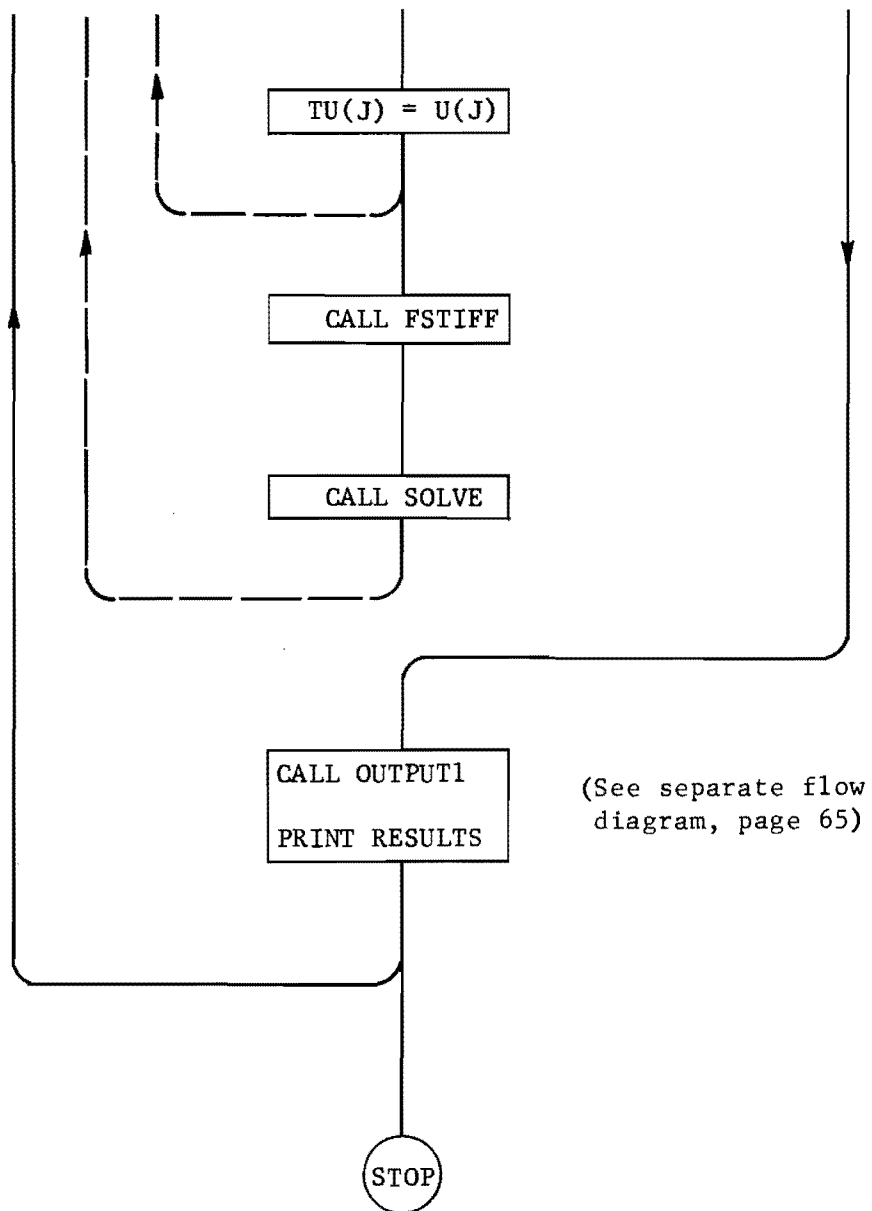 TU(J) = U(J)
CALL FSTIFF
CALL SOLVE
CALL OUTPUT1
PRINT RESULTS
(See separate flow
diagram, page 65)
STOP